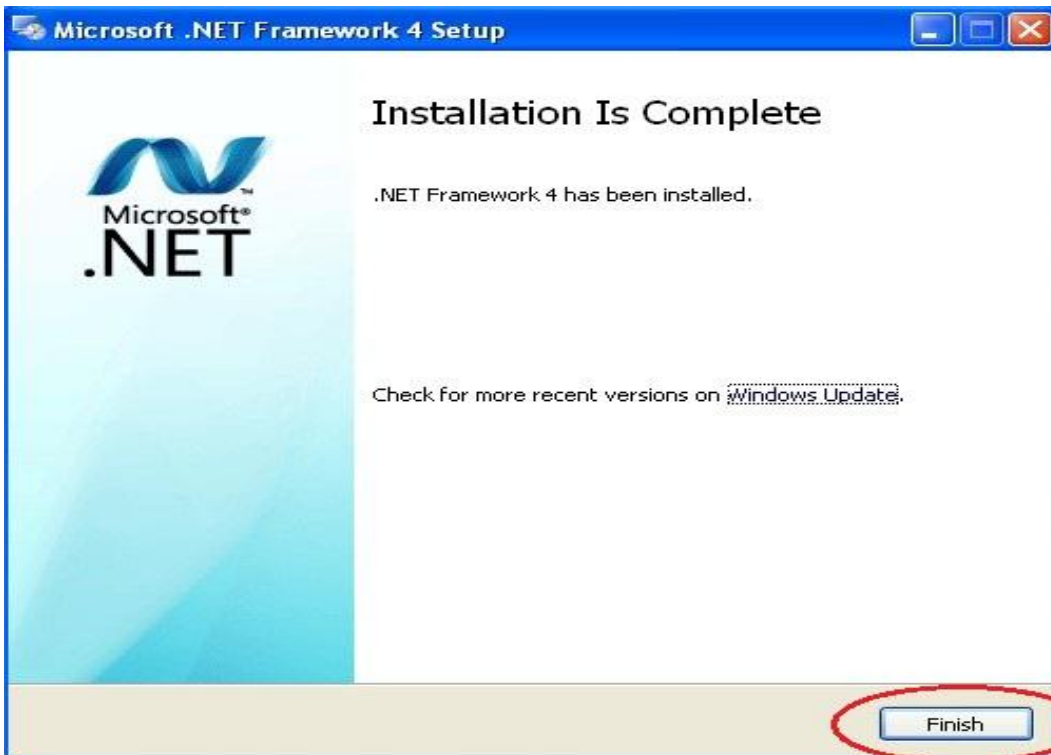 Microsoft .NET Framework 4 Setup
Installation Is Complete
Microsoft®
.NET™
.NET Framework 4 has been installed.
Check for more recent versions on Windows Update.
Finish